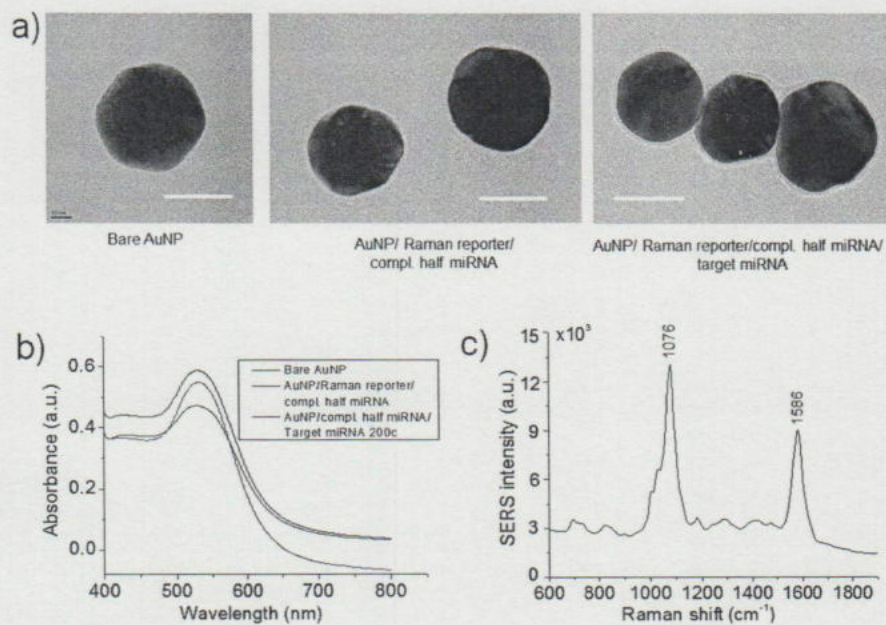 a)
Bare AuNP
AuNP/ Raman reporter/
compl. half miRNA
AuNP/ Raman reporter/compl. half miRNA/
target miRNA
b)
0.6
0.4
0.2
0.0
Absorbance (a.u.)
400 500 600 700 800
Wavelength (nm)
Bare AuNP
AuNP/Raman reporter/
compl. half miRNA
AuNP/compl. half miRNA/
Target miRNA 200c
c)
15 x10³
12
9
6
3
0
SERS intensity (a.u.)
1076
1586
600 800 1000 1200 1400 1600 1800
Raman shift (cm⁻¹)